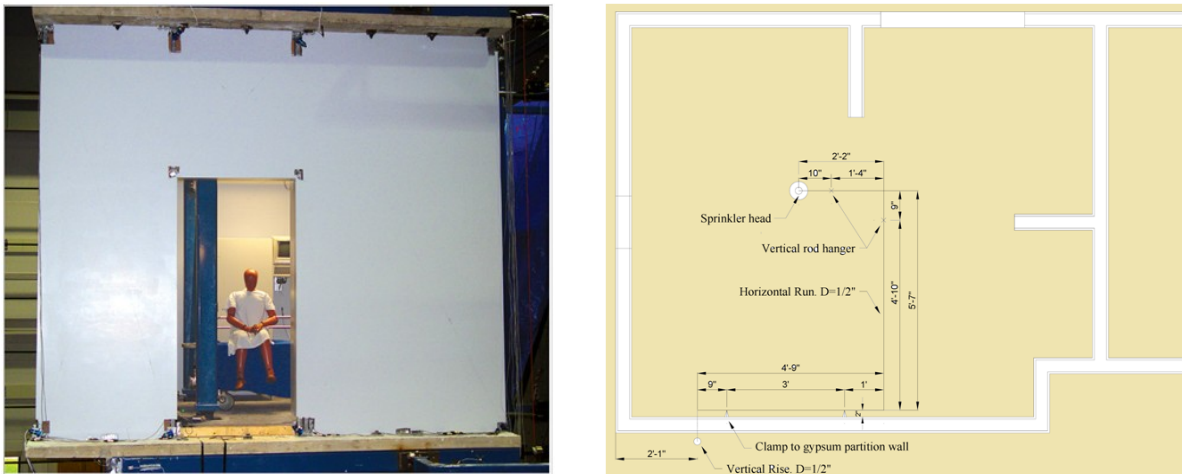 2'-2"
10"
1'-4"
9"
Sprinkler head
Vertical rod hanger
Horizontal Run. D=1/2"
4'-10"
5'-7"
4'-9"
9"
3'
1'
2'
Clamp to gypsum partition wall
2'-1"
Vertical Rise. D=1/2"